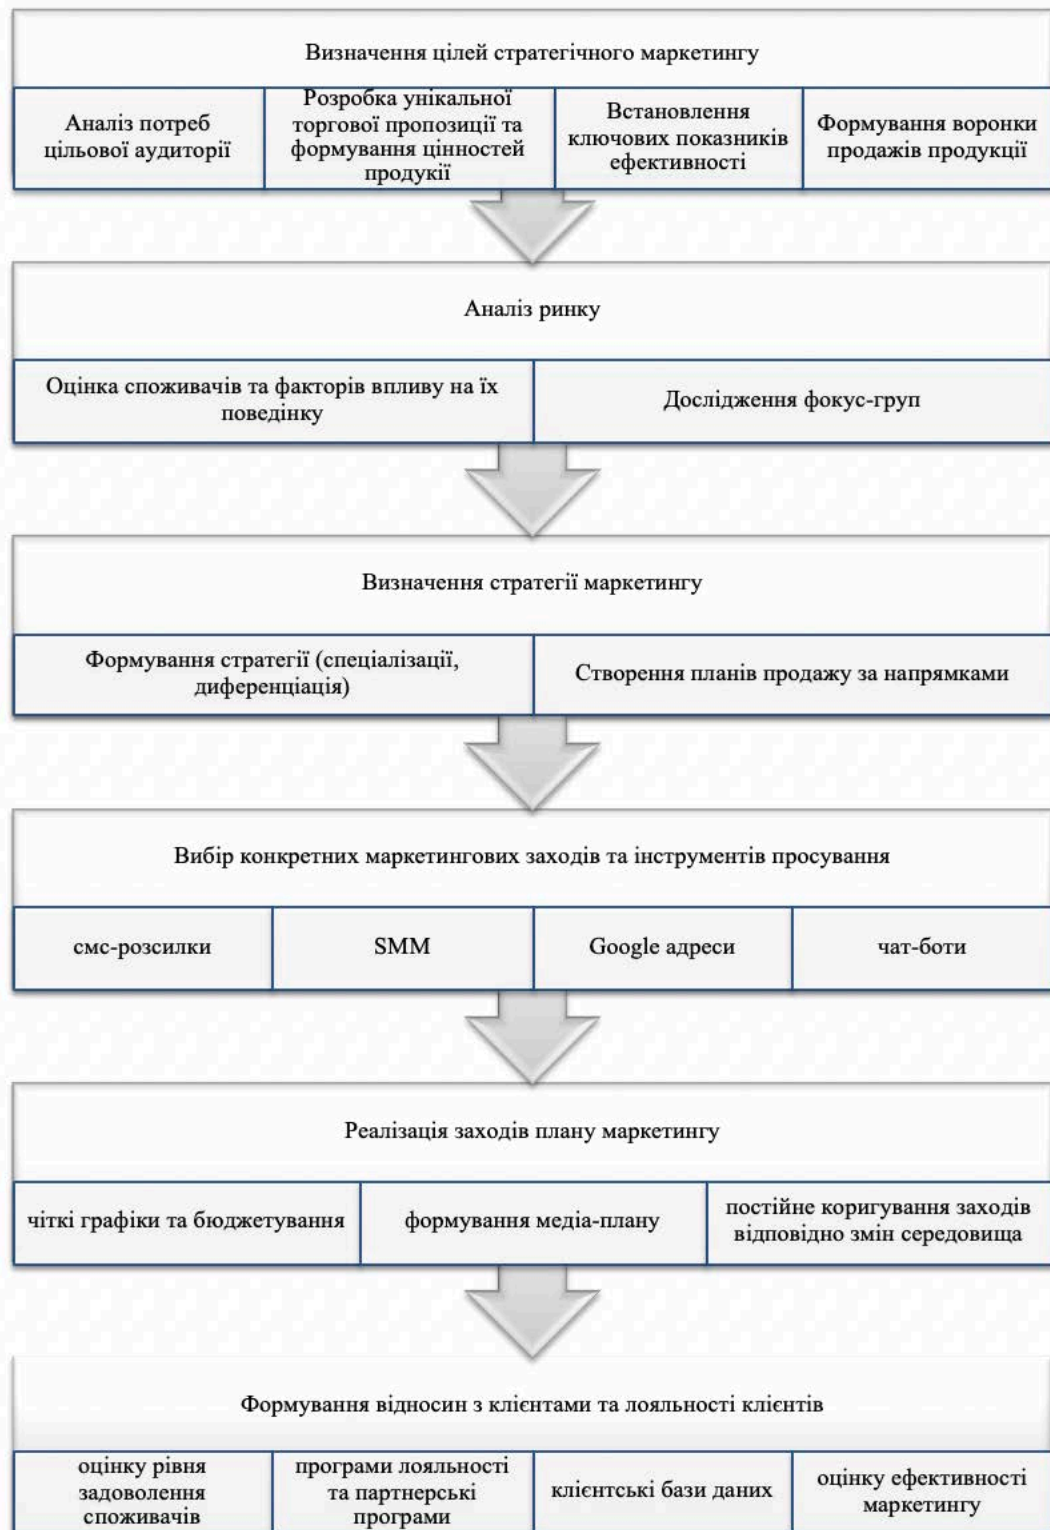 Визначення цілей стратегічного маркетингу
Аналіз потреб
цільової аудиторії
Розробка унікальної
торгової пропозиції та
формування цінностей
продукії
Встановлення
ключових показників
ефективності
Формування воронки
продажів продукції
Аналіз ринку
Оцінка споживачів та факторів впливу на їх
поведінку
Дослідження фокус-груп
Визначення стратегії маркетингу
Формування стратегії (спеціалізації,
диференціація)
Створення планів продажу за напрямками
Вибір конкретних маркетингових заходів та інструментів просування
смс-розсилки
SMM
Google адреси
чат-боти
Реалізація заходів плану маркетингу
чіткі графіки та бюджетування
формування медіа-плану
постійне коригування заходів
відповідно змін середовища
Формування відносин з клієнтами та лояльності клієнтів
оцінку рівня
задоволення
споживачів
програми лояльності
та партнерські
програми
клієнтські бази даних
оцінку ефективності
маркетингу